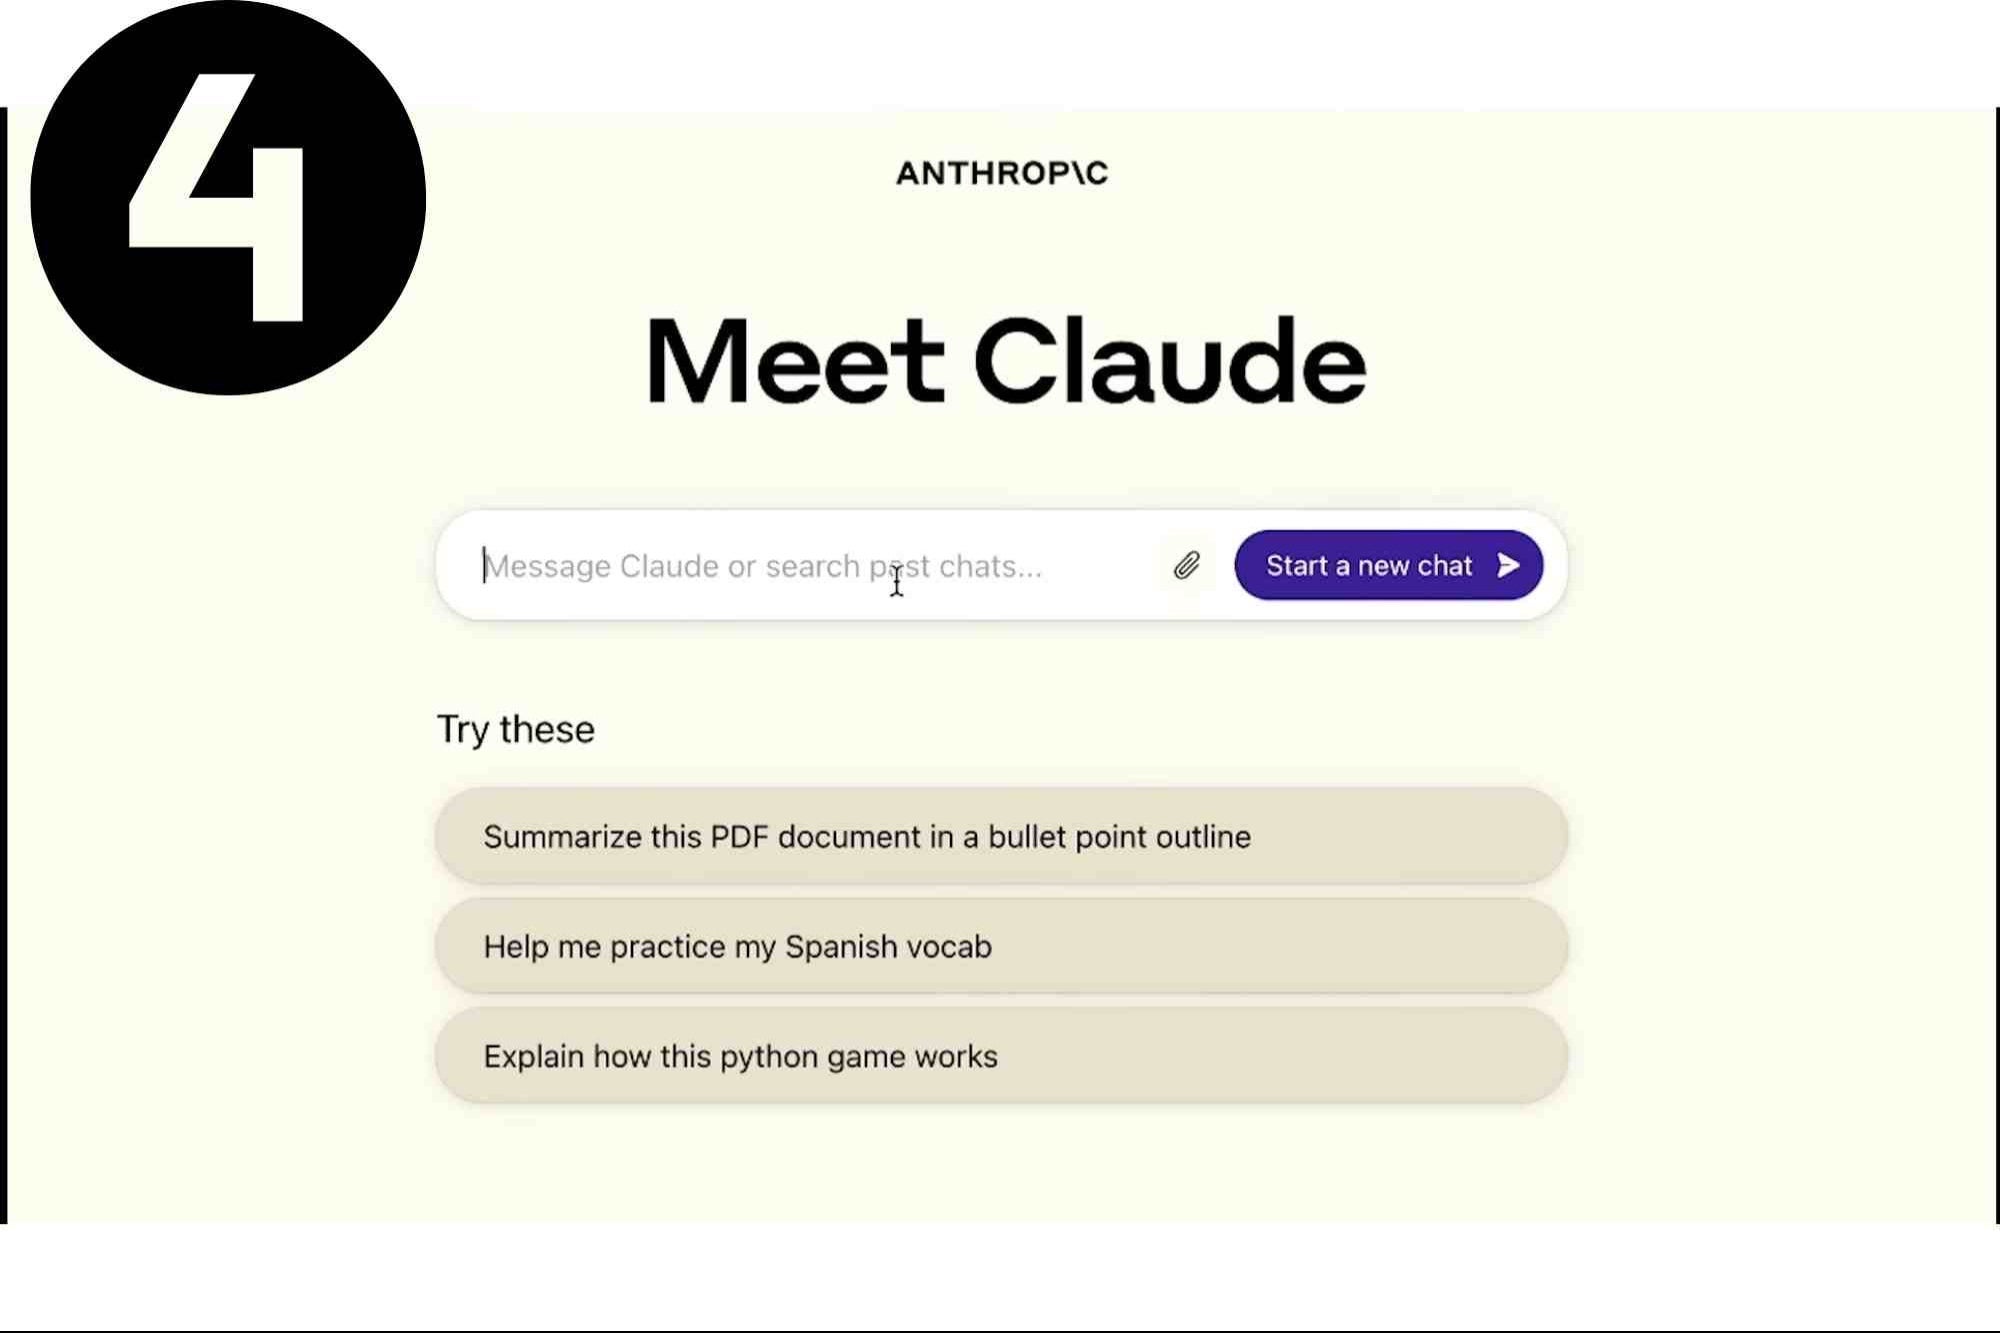 4
ANTHROP\C
Meet Claude
Message Claude or search past chats...
Start a new chat
Try these
Summarize this PDF document in a bullet point outline
Help me practice my Spanish vocab
Explain how this python game works